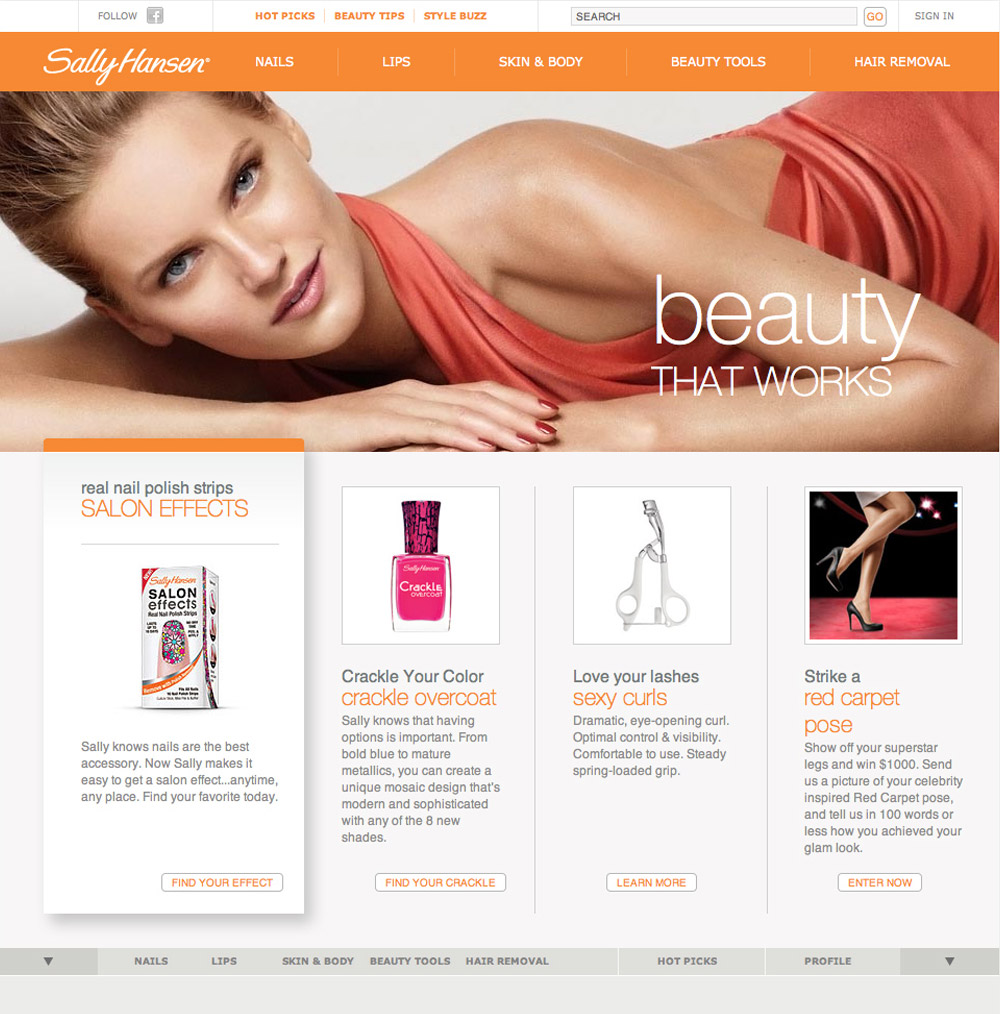 FOLLOW
HOT PICKS BEAUTY TIPS STYLE BUZZ
SEARCH GO
SIGN IN
Sally Hansen®
NAILS LIPS SKIN & BODY BEAUTY TOOLS HAIR REMOVAL
beauty
THAT WORKS
real nail polish strips
SALON EFFECTS
Sally Hansen
SALON
effects
Real Nail Polish Strips
Sally knows nails are the best
accessory. Now Sally makes it
easy to get a salon effect...anytime,
any place. Find your favorite today.
FIND YOUR EFFECT
Sally Hansen
Crackle
overcoat
Crackle Your Color
crackle overcoat
Sally knows that having
options is important. From
bold blue to mature
metallics, you can create a
unique mosaic design that's
modern and sophisticated
with any of the 8 new
shades.
FIND YOUR CRACKLE
Love your lashes
sexy curls
Dramatic, eye-opening curl.
Optimal control & visibility.
Comfortable to use. Steady
spring-loaded grip.
LEARN MORE
Strike a
red carpet
pose
Show off your superstar
legs and win $1000. Send
us a picture of your celebrity
inspired Red Carpet pose,
and tell us in 100 words or
less how you achieved your
glam look.
ENTER NOW
NAILS LIPS SKIN & BODY BEAUTY TOOLS HAIR REMOVAL HOT PICKS PROFILE